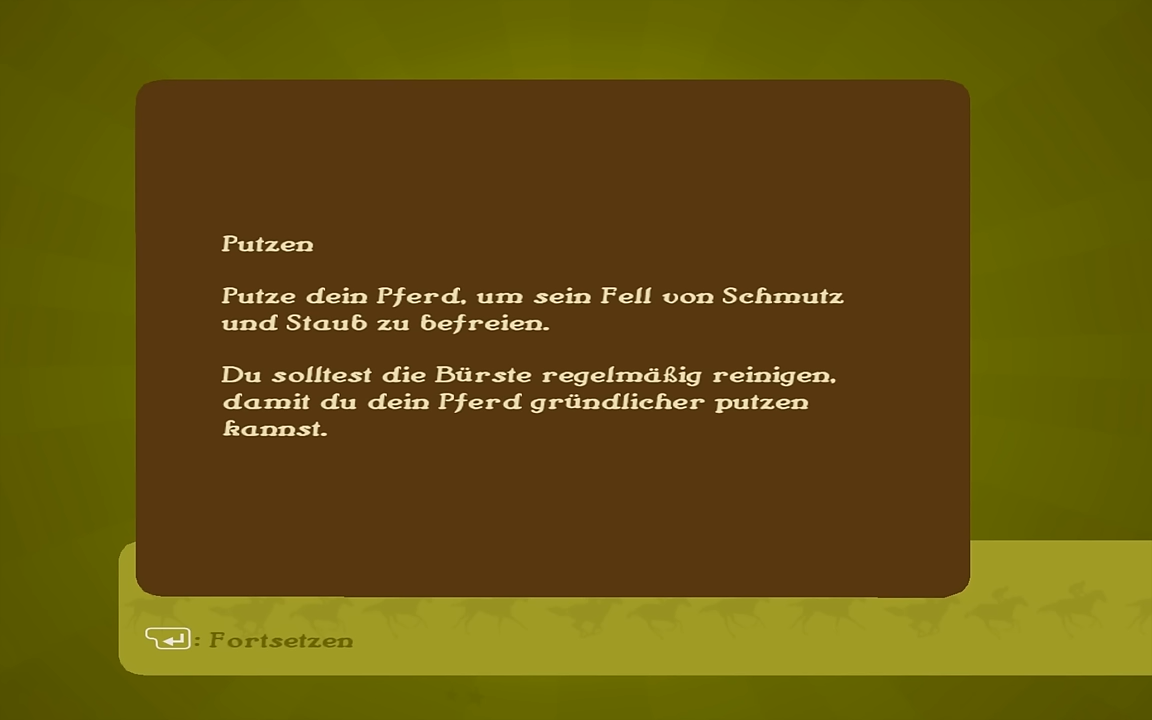 Putzen
Putze dein Pferd, um sein Fell von Schmutz
und Staub zu befreien.
Du solltest die Bürste regelmäßig reinigen,
damit du dein Pferd gründlicher putzen
kannst.
: Fortsetzen